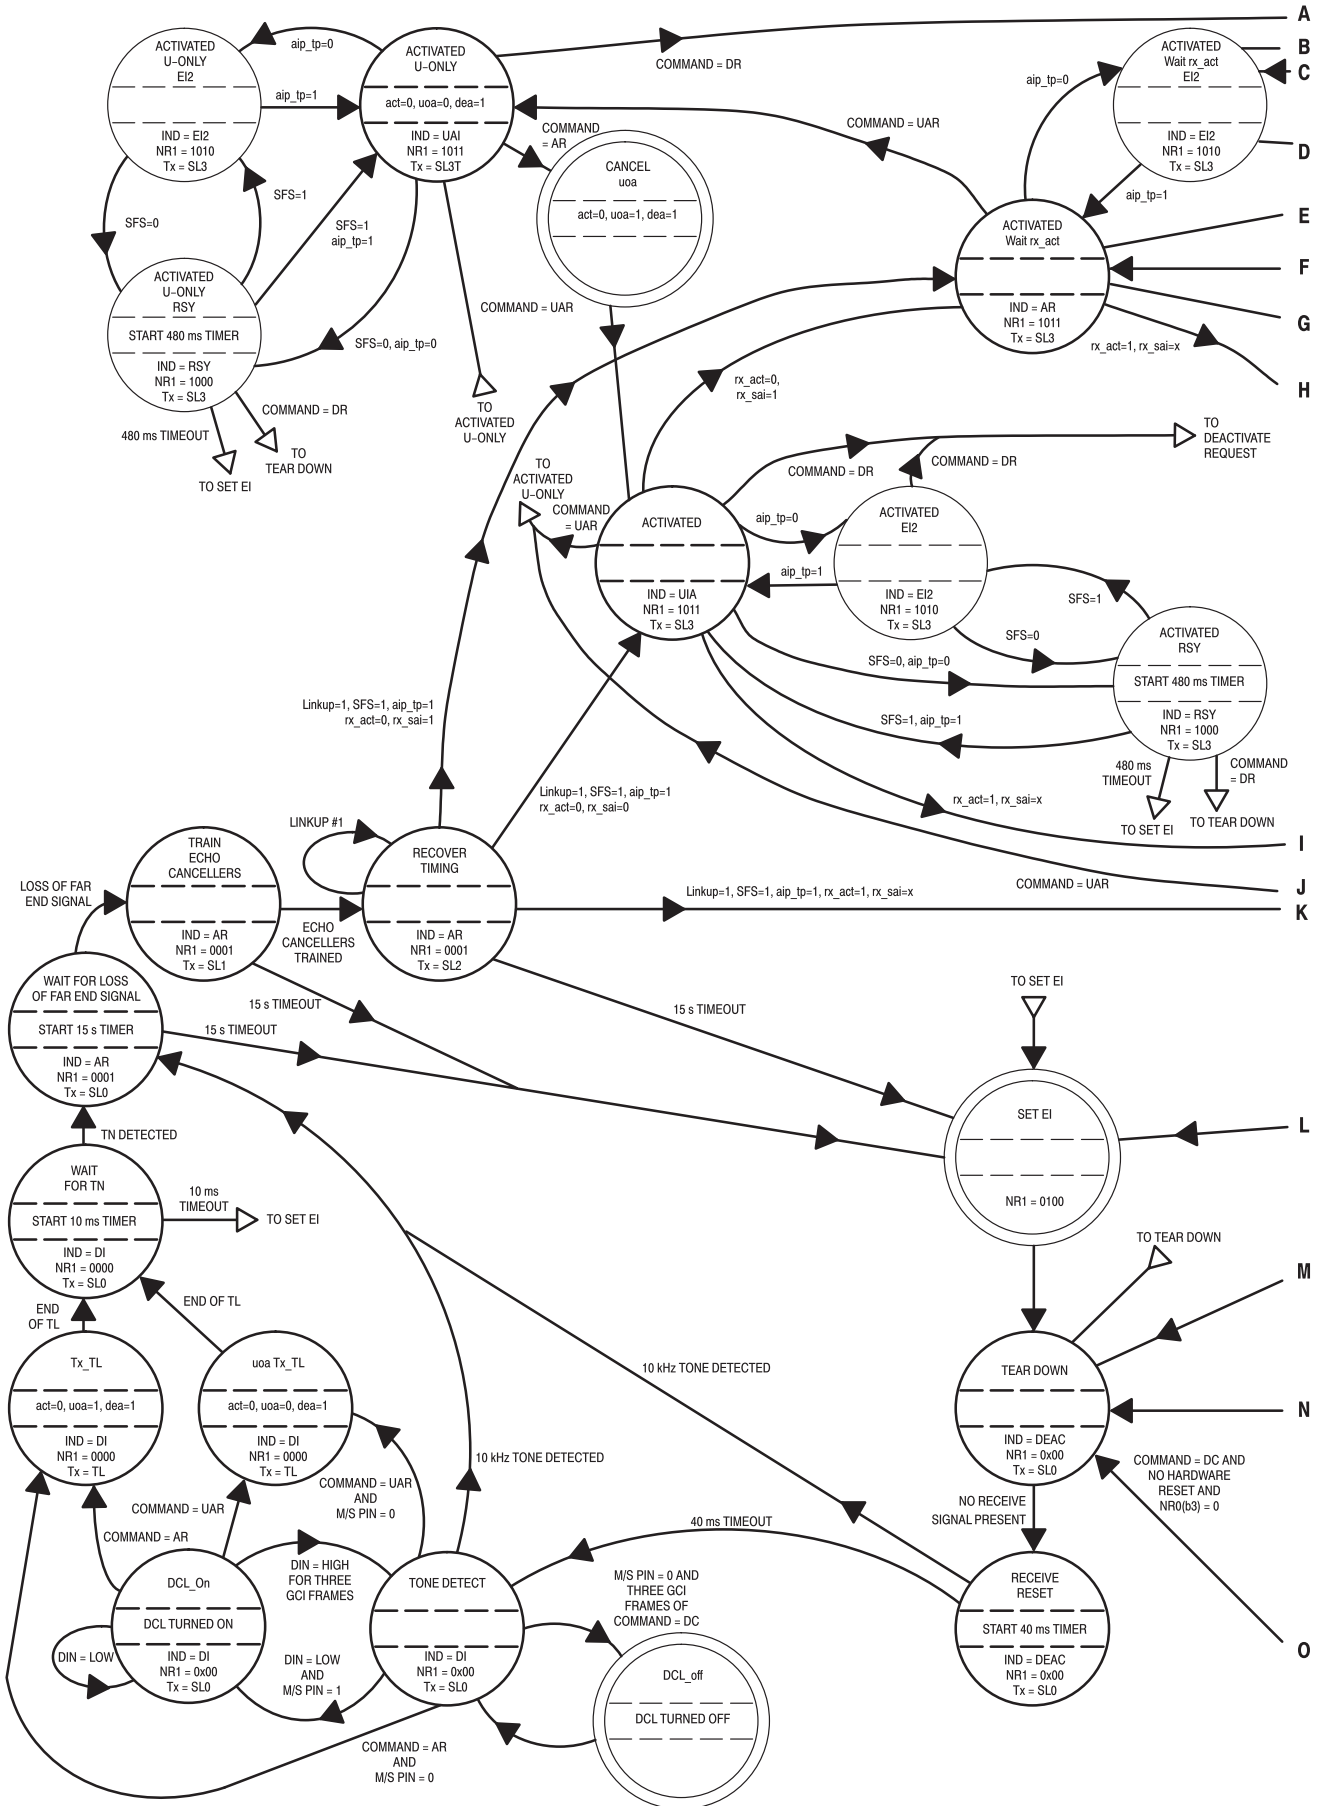 ACTIVATED
U–ONLY
EI2
IND = EI2
NR1 = 1010
Tx = SL3
aip_tp=0
aip_tp=1
ACTIVATED
U–ONLY
act=0, uoa=0, dea=1
IND = UAI
NR1 = 1011
Tx = SL3T
COMMAND = DR
A
COMMAND
= AR
CANCEL
uoa
act=0, uoa=1, dea=1
COMMAND = UAR
aip_tp=0
ACTIVATED
Wait rx_act
EI2
IND = EI2
NR1 = 1010
Tx = SL3
B
C
D
aip_tp=1
SFS=0
SFS=1
SFS=1
aip_tp=1
ACTIVATED
U–ONLY
RSY
START 480 ms TIMER
IND = RSY
NR1 = 1000
Tx = SL3
SFS=0, aip_tp=0
COMMAND = DR
480 ms TIMEOUT
TO
TEAR DOWN
TO SET EI
TO
ACTIVATED
U–ONLY
COMMAND = UAR
ACTIVATED
Wait rx_act
IND = AR
NR1 = 1011
Tx = SL3
E
F
G
rx_act=1, rx_sai=x
H
rx_act=0,
rx_sai=1
TO
DEACTIVATE
REQUEST
COMMAND = DR
COMMAND = DR
TO
ACTIVATED
U–ONLY
COMMAND
= UAR
ACTIVATED
IND = UIA
NR1 = 1011
Tx = SL3
aip_tp=0
aip_tp=1
ACTIVATED
EI2
IND = EI2
NR1 = 1010
Tx = SL3
SFS=1
SFS=0
ACTIVATED
RSY
START 480 ms TIMER
IND = RSY
NR1 = 1000
Tx = SL3
SFS=0, aip_tp=0
SFS=1, aip_tp=1
480 ms
TIMEOUT
COMMAND
= DR
TO SET EI
TO TEAR DOWN
Linkup=1, SFS=1, aip_tp=1
rx_act=0, rx_sai=1
Linkup=1, SFS=1, aip_tp=1
rx_act=0, rx_sai=0
rx_act=1, rx_sai=x
I
COMMAND = UAR
J
LINKUP #1
TRAIN
ECHO
CANCELLERS
IND = AR
NR1 = 0001
Tx = SL1
LOSS OF FAR
END SIGNAL
RECOVER
TIMING
IND = AR
NR1 = 0001
Tx = SL2
ECHO
CANCELLERS
TRAINED
Linkup=1, SFS=1, aip_tp=1, rx_act=1, rx_sai=x
K
WAIT FOR LOSS
OF FAR END SIGNAL
START 15 s TIMER
IND = AR
NR1 = 0001
Tx = SL0
15 s TIMEOUT
15 s TIMEOUT
15 s TIMEOUT
TO SET EI
SET EI
NR1 = 0100
L
TN DETECTED
WAIT
FOR TN
START 10 ms TIMER
IND = DI
NR1 = 0000
Tx = SL0
10 ms
TIMEOUT
TO SET EI
END
OF TL
END OF TL
TO TEAR DOWN
M
Tx_TL
act=0, uoa=1, dea=1
IND = DI
NR1 = 0000
Tx = TL
uoa Tx_TL
act=0, uoa=0, dea=1
IND = DI
NR1 = 0000
Tx = TL
10 kHz TONE DETECTED
TEAR DOWN
IND = DEAC
NR1 = 0x00
Tx = SL0
N
COMMAND = UAR
AND
M/S PIN = 0
10 kHz TONE DETECTED
COMMAND = DC AND
NO HARDWARE
RESET AND
NR0(b3) = 0
COMMAND = UAR
COMMAND = AR
NO RECEIVE
SIGNAL PRESENT
40 ms TIMEOUT
DCL_On
DCL TURNED ON
IND = DI
NR1 = 0x00
Tx = SL0
DIN = LOW
DIN = HIGH
FOR THREE
GCI FRAMES
DIN = LOW
AND
M/S PIN = 1
TONE DETECT
IND = DI
NR1 = 0x00
Tx = SL0
M/S PIN = 0 AND
THREE GCI
FRAMES OF
COMMAND = DC
DCL_off
DCL TURNED OFF
RECEIVE
RESET
START 40 ms TIMER
IND = DEAC
NR1 = 0x00
Tx = SL0
O
COMMAND = AR
AND
M/S PIN = 0